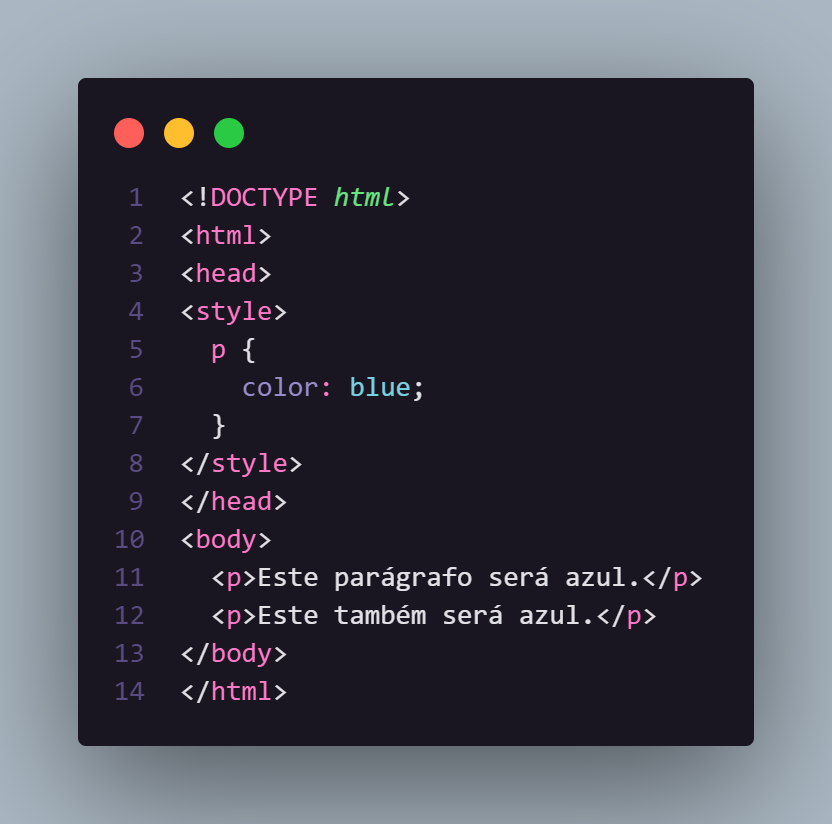 1 <!DOCTYPE html>
2 <html>
3 <head>
4 <style>
5   p {
6     color: blue;
7   }
8 </style>
9 </head>
10 <body>
11   <p>Este parágrafo será azul.</p>
12   <p>Este também será azul.</p>
13 </body>
14 </html>